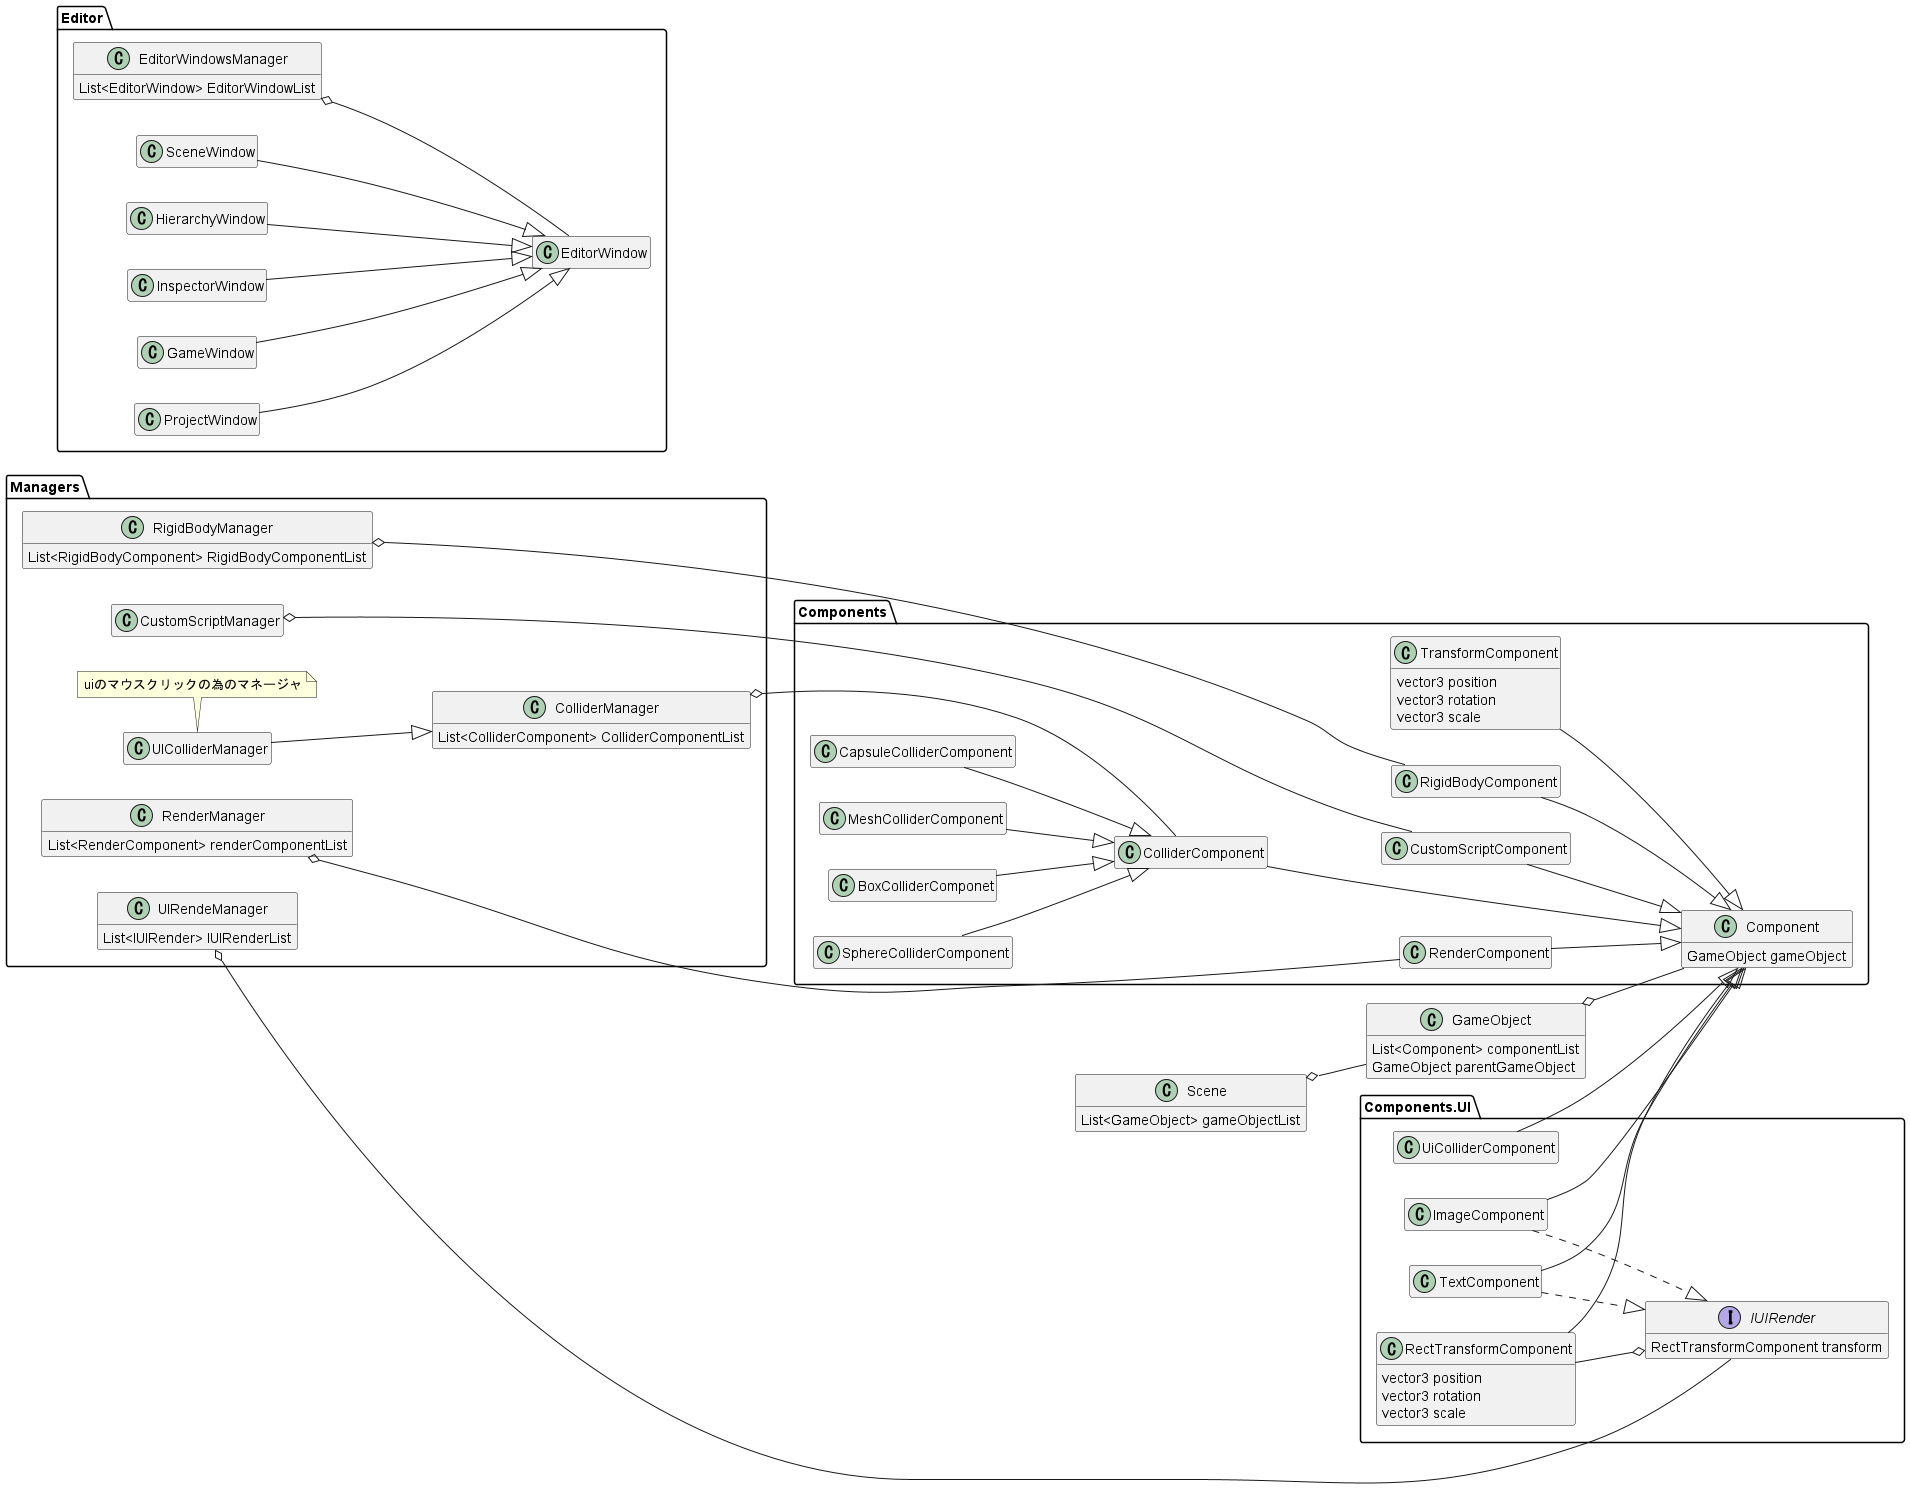 Editor
C EditorWindowsManager
List<EditorWindow> EditorWindowList
C SceneWindow
C HierarchyWindow
C EditorWindow
C InspectorWindow
C GameWindow
C ProjectWindow
Managers
C RigidBodyManager
List<RigidBodyComponent> RigidBodyComponentList
C CustomScriptManager
uiのマウスクリックの為のマネージャ
C UIColliderManager
C ColliderManager
List<ColliderComponent> ColliderComponentList
C RenderManager
List<RenderComponent> renderComponentList
C UIRendeManager
List<IUIRender> IUIRenderList
Components
C TransformComponent
vector3 position
vector3 rotation
vector3 scale
C CapsuleColliderComponent
C RigidBodyComponent
C MeshColliderComponent
C ColliderComponent
C CustomScriptComponent
C BoxColliderComponet
C SphereColliderComponent
C RenderComponent
C Component
GameObject gameObject
C GameObject
List<Component> componentList
GameObject parentGameObject
C Scene
List<GameObject> gameObjectList
Components.UI
C UiColliderComponent
C ImageComponent
C TextComponent
I IUIRender
RectTransformComponent transform
C RectTransformComponent
vector3 position
vector3 rotation
vector3 scale